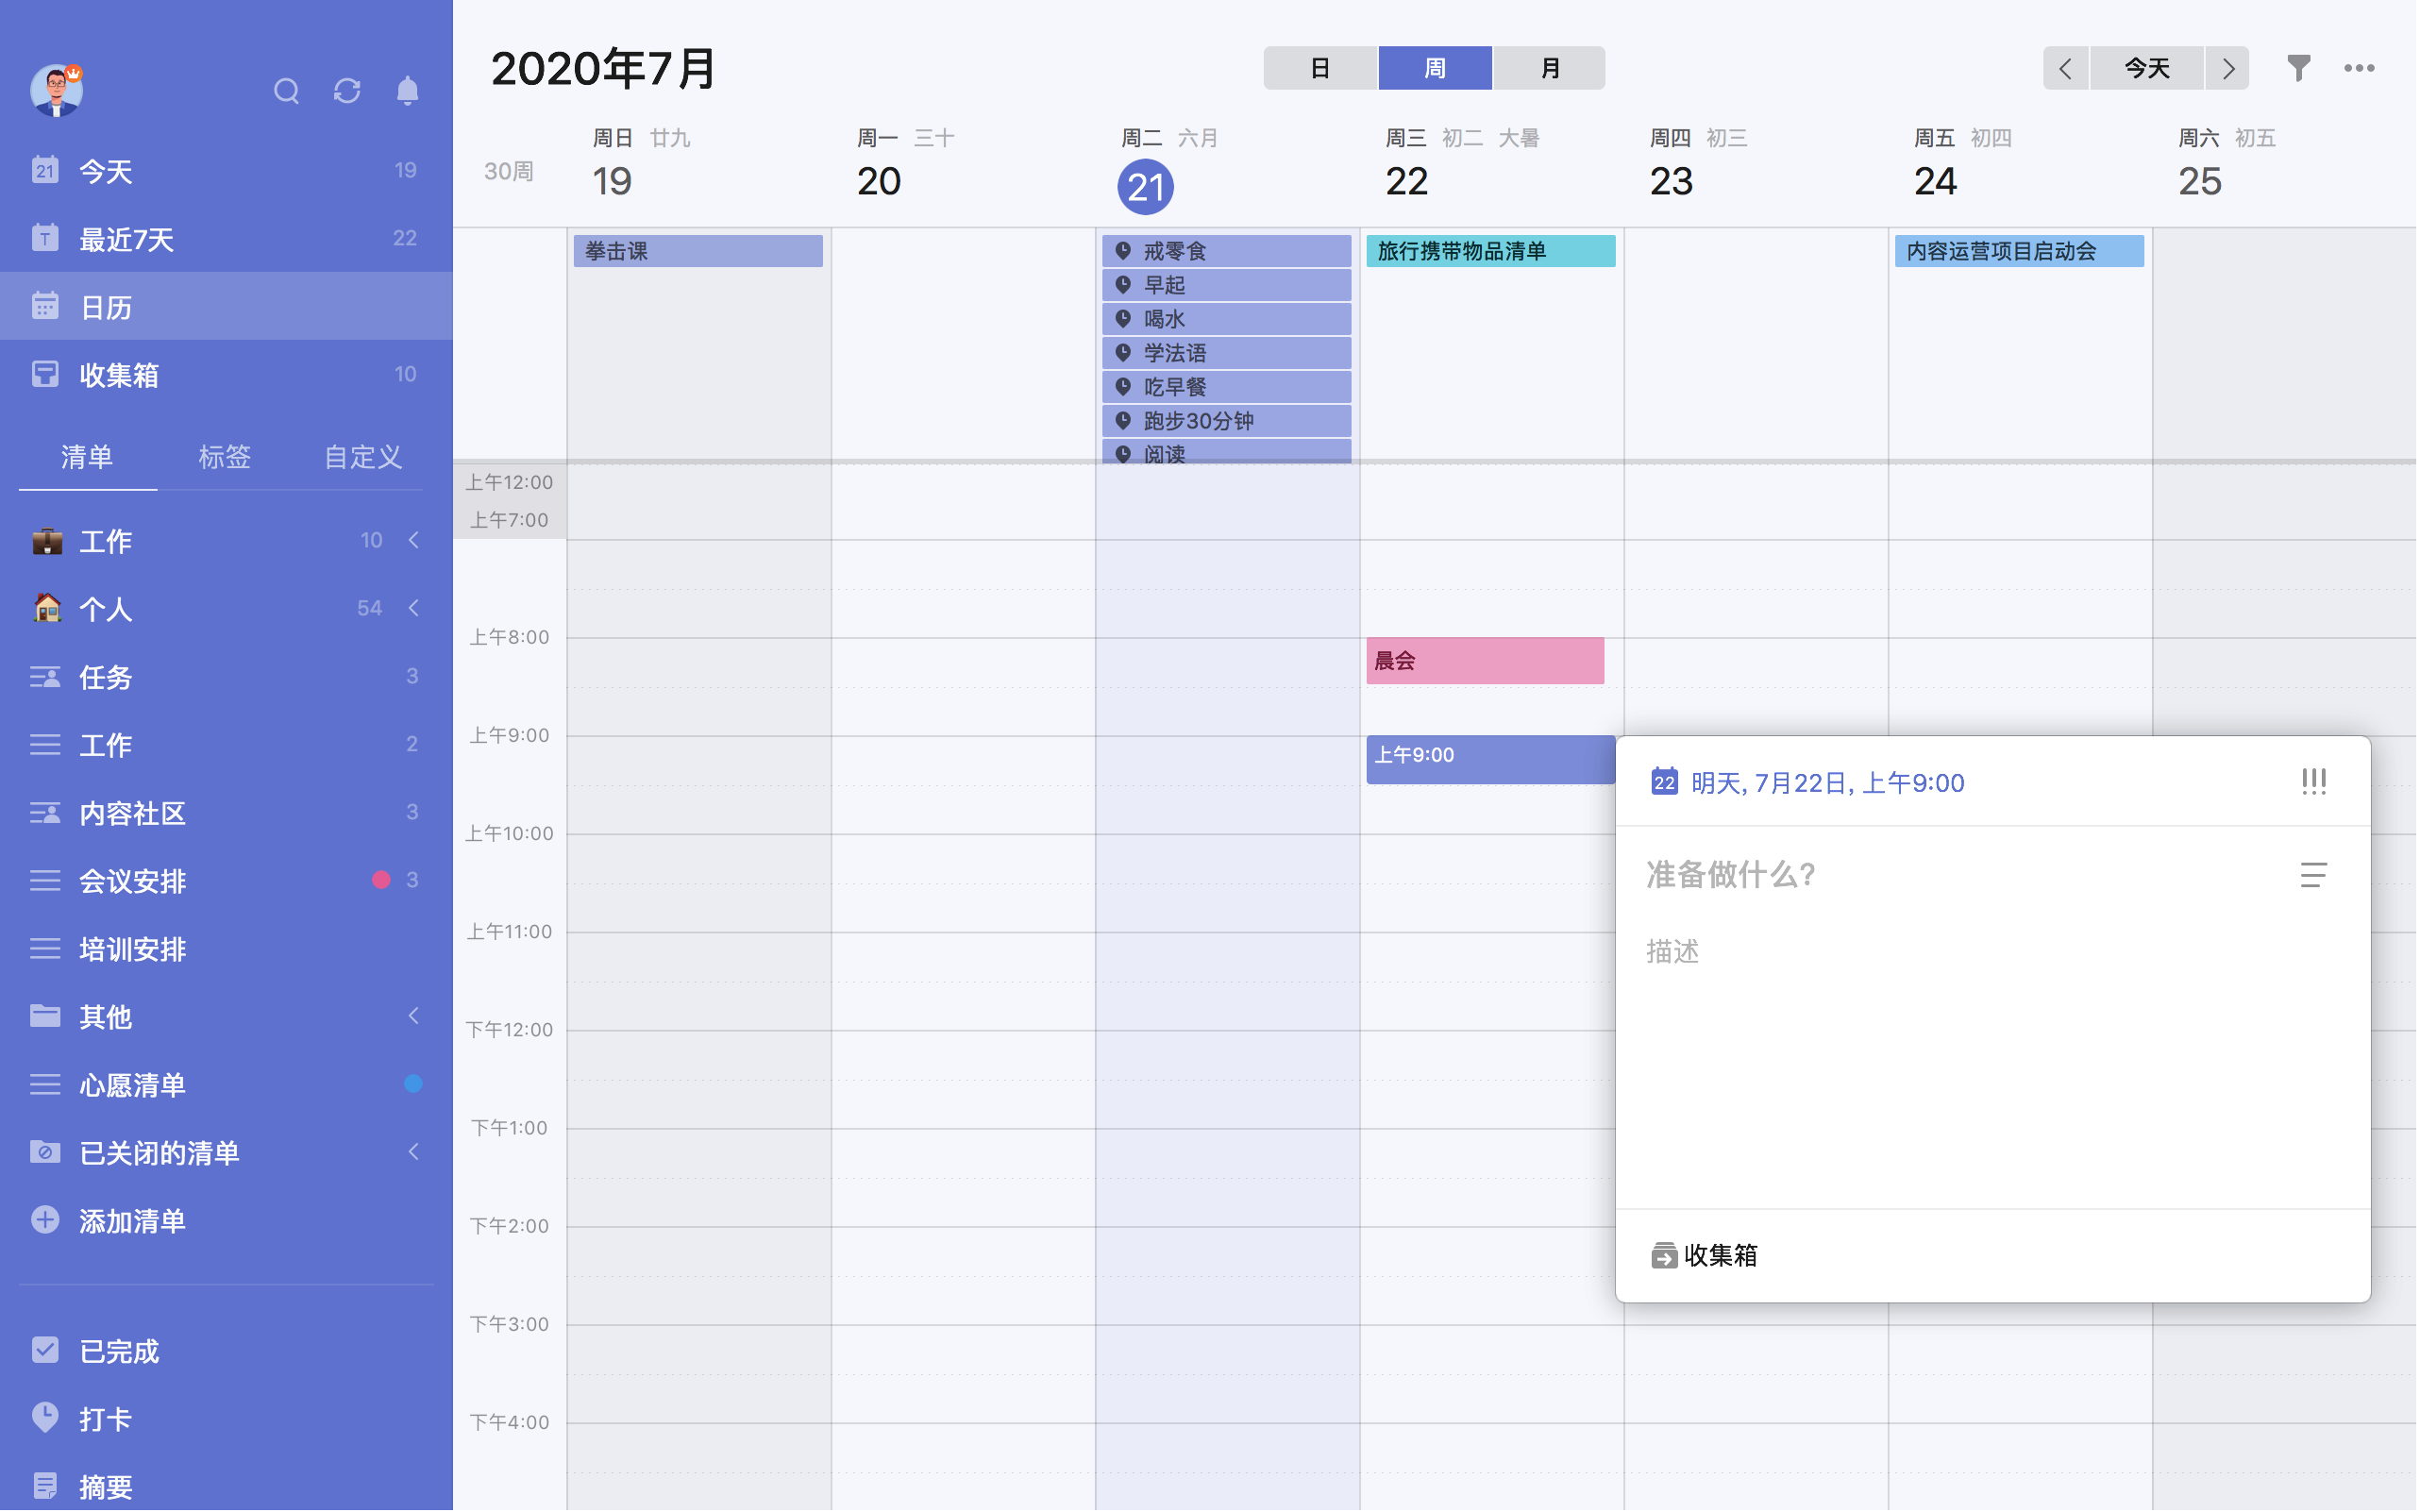 21 今天 19
T 最近7天 22
日历
收集箱 10
清单 标签 自定义
工作 10
个人 54
任务 3
工作 2
内容社区 3
会议安排 3
培训安排
其他
心愿清单
已关闭的清单
添加清单
已完成
打卡
摘要
2020年7月
日 周 月
今天
30周
周日 廿九
19
周一 三十
20
周二 六月
21
周三 初二 大暑
22
周四 初三
23
周五 初四
24
周六 初五
25
拳击课
戒零食
早起
喝水
学法语
吃早餐
跑步30分钟
阅读
旅行携带物品清单
内容运营项目启动会
上午12:00
上午7:00
上午8:00
上午9:00
上午10:00
上午11:00
下午12:00
下午1:00
下午2:00
下午3:00
下午4:00
晨会
上午9:00
22 明天, 7月22日, 上午9:00
准备做什么?
描述
收集箱